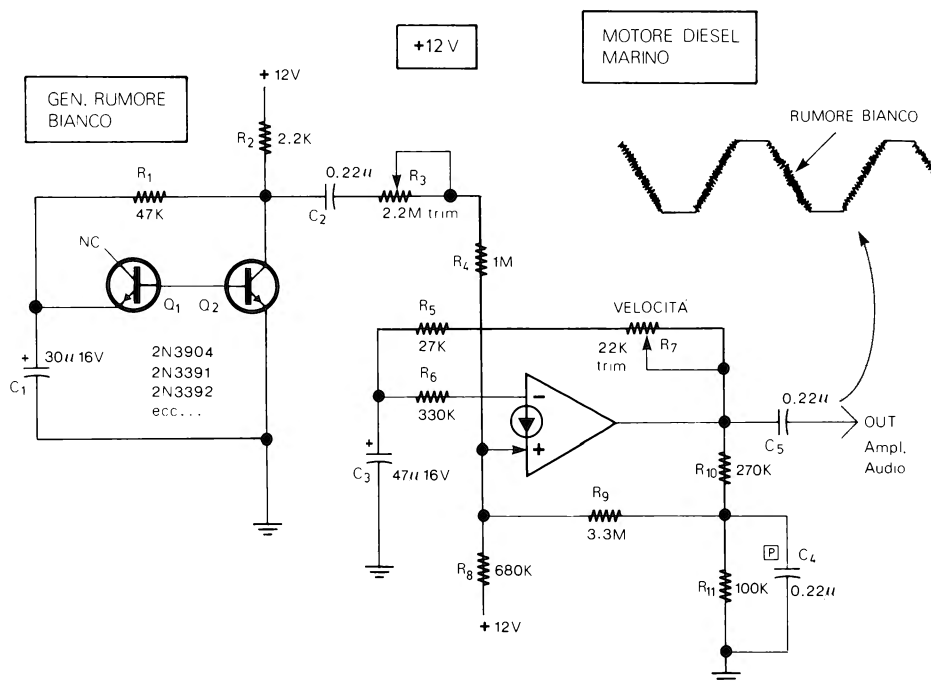 +12 V
MOTORE DIESEL
MARINO
GEN. RUMORE
BIANCO
+ 12V
R2
2.2K
RUMORE BIANCO
R1
47K
0.22u
C2
R3
2.2M trim
NC
Q1
Q2
R4
1M
2N3904
2N3391
2N3392
ecc...
+
30u 16V
C1
R5
27K
VELOCITÀ
22K
trim
R7
R6
330K
−
+
+
C3
47u 16V
0.22u
C5
OUT
Ampl.
Audio
R10
270K
R9
3.3M
R8
680K
+ 12V
P
C4
0.22u
R11
100K